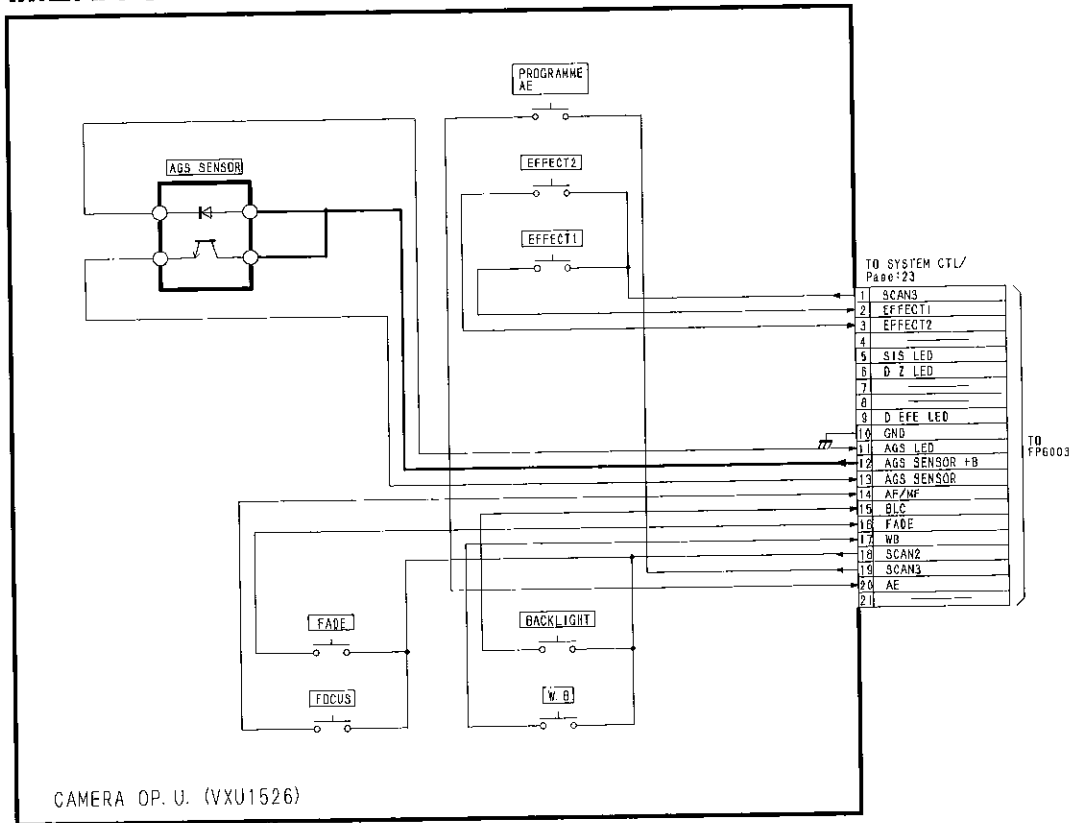 PROGRAMME
AE
AGS SENSOR
EFFECT2
EFFECT1
TO SYSTEM CTL/
Page:23
1 SCAN3
2 EFFECT1
3 EFFECT2
4
5 SIS LED
6 D Z LED
7
8
9 D EFE LED
10 GND
11 AGS LED
12 AGS SENSOR +B
13 AGS SENSOR
14 AF/MF
15 BLC
16 FADE
17 WB
18 SCAN2
19 SCAN3
20 AE
21
TO
FP6003
FADE
BACKLIGHT
FOCUS
W.B
CAMERA OP. U. (VXU1526)